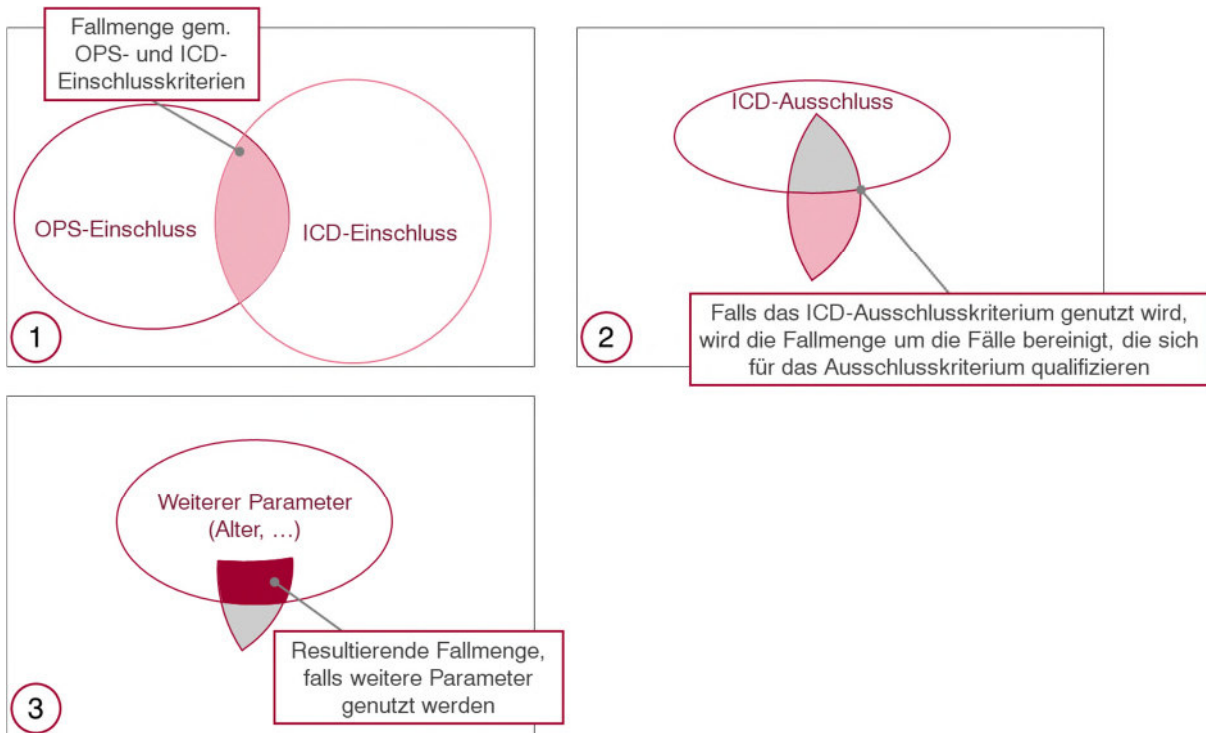 Fallmenge gem.
OPS- und ICD-
Einschlusskriterien
OPS-Einschluss
ICD-Einschluss
1
ICD-Ausschluss
Falls das ICD-Ausschlusskriterium genutzt wird,
wird die Fallmenge um die Fälle bereinigt, die sich
für das Ausschlusskriterium qualifizieren
2
Weiterer Parameter
(Alter, …)
Resultierende Fallmenge,
falls weitere Parameter
genutzt werden
3